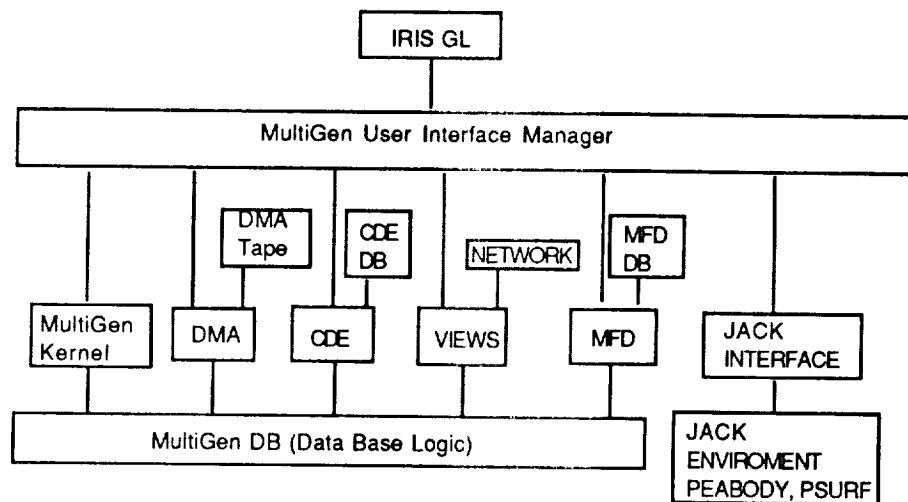 IRIS GL
MultiGen User Interface Manager
DMA
Tape
CDE
DB
NETWORK
MFD
DB
MultiGen
Kernel
DMA
CDE
VIEWS
MFD
JACK
INTERFACE
MultiGen DB (Data Base Logic)
JACK
ENVIROMENT
PEABODY, PSURF